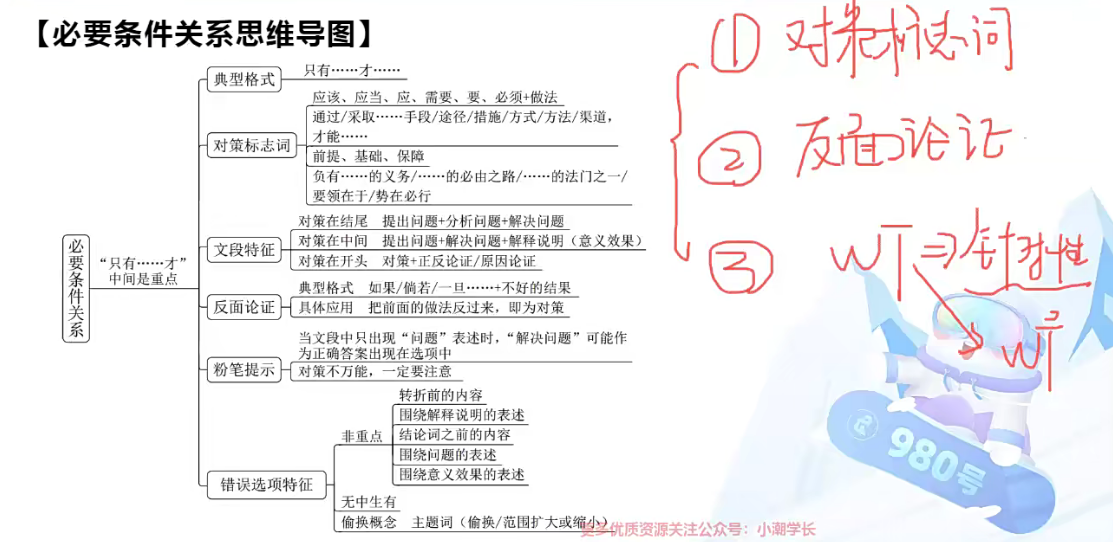 【必要条件关系思维导图】
必要条件关系
“只有……才”
中间是重点
典型格式
只有……才……
对策标志词
应该、应当、应、需要、要、必须+做法
通过/采取……手段/途径/措施/方式/方法/渠道，
才能……
前提、基础、保障
负有……的义务/……的必由之路/……的法门之一/
要领在于/势在必行
文段特征
对策在结尾　提出问题+分析问题+解决问题
对策在中间　提出问题+解决问题+解释说明（意义效果）
对策在开头　对策+正反论证/原因论证
反面论证
典型格式　如果/倘若/一旦……+不好的结果
具体应用　把前面的做法反过来，即为对策
粉笔提示
当文段中只出现“问题”表述时，“解决问题”可能作
为正确答案出现在选项中
对策不万能，一定要注意
错误选项特征
非重点
转折前的内容
围绕解释说明的表述
结论词之前的内容
围绕问题的表述
围绕意义效果的表述
无中生有
偷换概念　主题词（偷换/范围扩大或缩小）
① 对策标志词
② 反面论证
③ WT⇒针对性
WT
980号
更多优质资源关注公众号：小潮学长